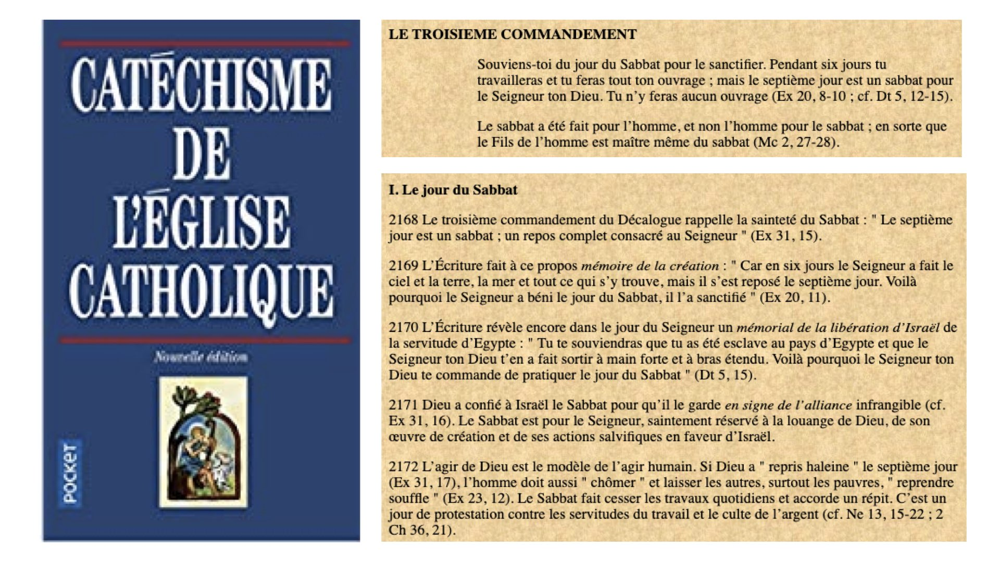 CATÉCHISME
DE
L'ÉGLISE
CATHOLIQUE
Nouvelle édition
POCKET
LE TROISIEME COMMANDEMENT
Souviens-toi du jour du Sabbat pour le sanctifier. Pendant six jours tu
travailleras et tu feras tout ton ouvrage ; mais le septième jour est un sabbat pour
le Seigneur ton Dieu. Tu n’y feras aucun ouvrage (Ex 20, 8-10 ; cf. Dt 5, 12-15).
Le sabbat a été fait pour l’homme, et non l’homme pour le sabbat ; en sorte que
le Fils de l’homme est maître même du sabbat (Mc 2, 27-28).
I. Le jour du Sabbat
2168 Le troisième commandement du Décalogue rappelle la sainteté du Sabbat : " Le septième
jour est un sabbat ; un repos complet consacré au Seigneur " (Ex 31, 15).
2169 L’Écriture fait à ce propos mémoire de la création : " Car en six jours le Seigneur a fait le
ciel et la terre, la mer et tout ce qui s’y trouve, mais il s’est reposé le septième jour. Voilà
pourquoi le Seigneur a béni le jour du Sabbat, il l’a sanctifié " (Ex 20, 11).
2170 L’Écriture révèle encore dans le jour du Seigneur un mémorial de la libération d’Israël de
la servitude d’Egypte : " Tu te souviendras que tu as été esclave au pays d’Egypte et que le
Seigneur ton Dieu t’en a fait sortir à main forte et à bras étendu. Voilà pourquoi le Seigneur ton
Dieu te commande de pratiquer le jour du Sabbat " (Dt 5, 15).
2171 Dieu a confié à Israël le Sabbat pour qu’il le garde en signe de l’alliance infrangible (cf.
Ex 31, 16). Le Sabbat est pour le Seigneur, saintement réservé à la louange de Dieu, de son
œuvre de création et de ses actions salvifiques en faveur d’Israël.
2172 L’agir de Dieu est le modèle de l’agir humain. Si Dieu a " repris haleine " le septième jour
(Ex 31, 17), l’homme doit aussi " chômer " et laisser les autres, surtout les pauvres, " reprendre
souffle " (Ex 23, 12). Le Sabbat fait cesser les travaux quotidiens et accorde un répit. C’est un
jour de protestation contre les servitudes du travail et le culte de l’argent (cf. Ne 13, 15-22 ; 2
Ch 36, 21).